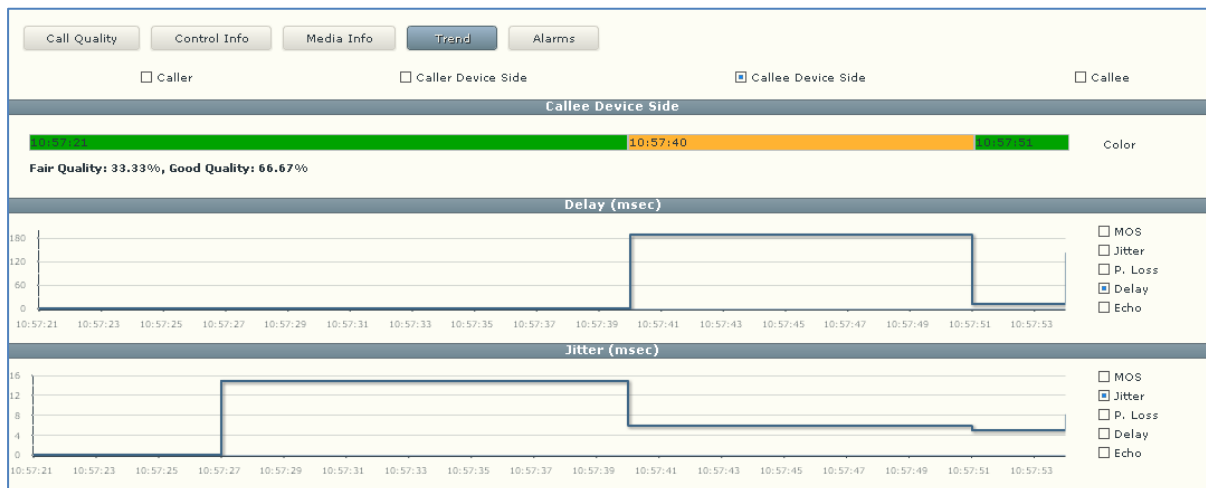 Call Quality Control Info Media Info Trend Alarms
Caller Caller Device Side Callee Device Side Callee
Callee Device Side
10:57:21 10:57:40 10:57:51 Color
Fair Quality: 33.33%, Good Quality: 66.67%
Delay (msec)
180
120
60
0
10:57:21 10:57:23 10:57:25 10:57:27 10:57:29 10:57:31 10:57:33 10:57:35 10:57:37 10:57:39 10:57:41 10:57:43 10:57:45 10:57:47 10:57:49 10:57:51 10:57:53
MOS
Jitter
P. Loss
Delay
Echo
Jitter (msec)
16
12
8
4
0
10:57:21 10:57:23 10:57:25 10:57:27 10:57:29 10:57:31 10:57:33 10:57:35 10:57:37 10:57:39 10:57:41 10:57:43 10:57:45 10:57:47 10:57:49 10:57:51 10:57:53
MOS
Jitter
P. Loss
Delay
Echo